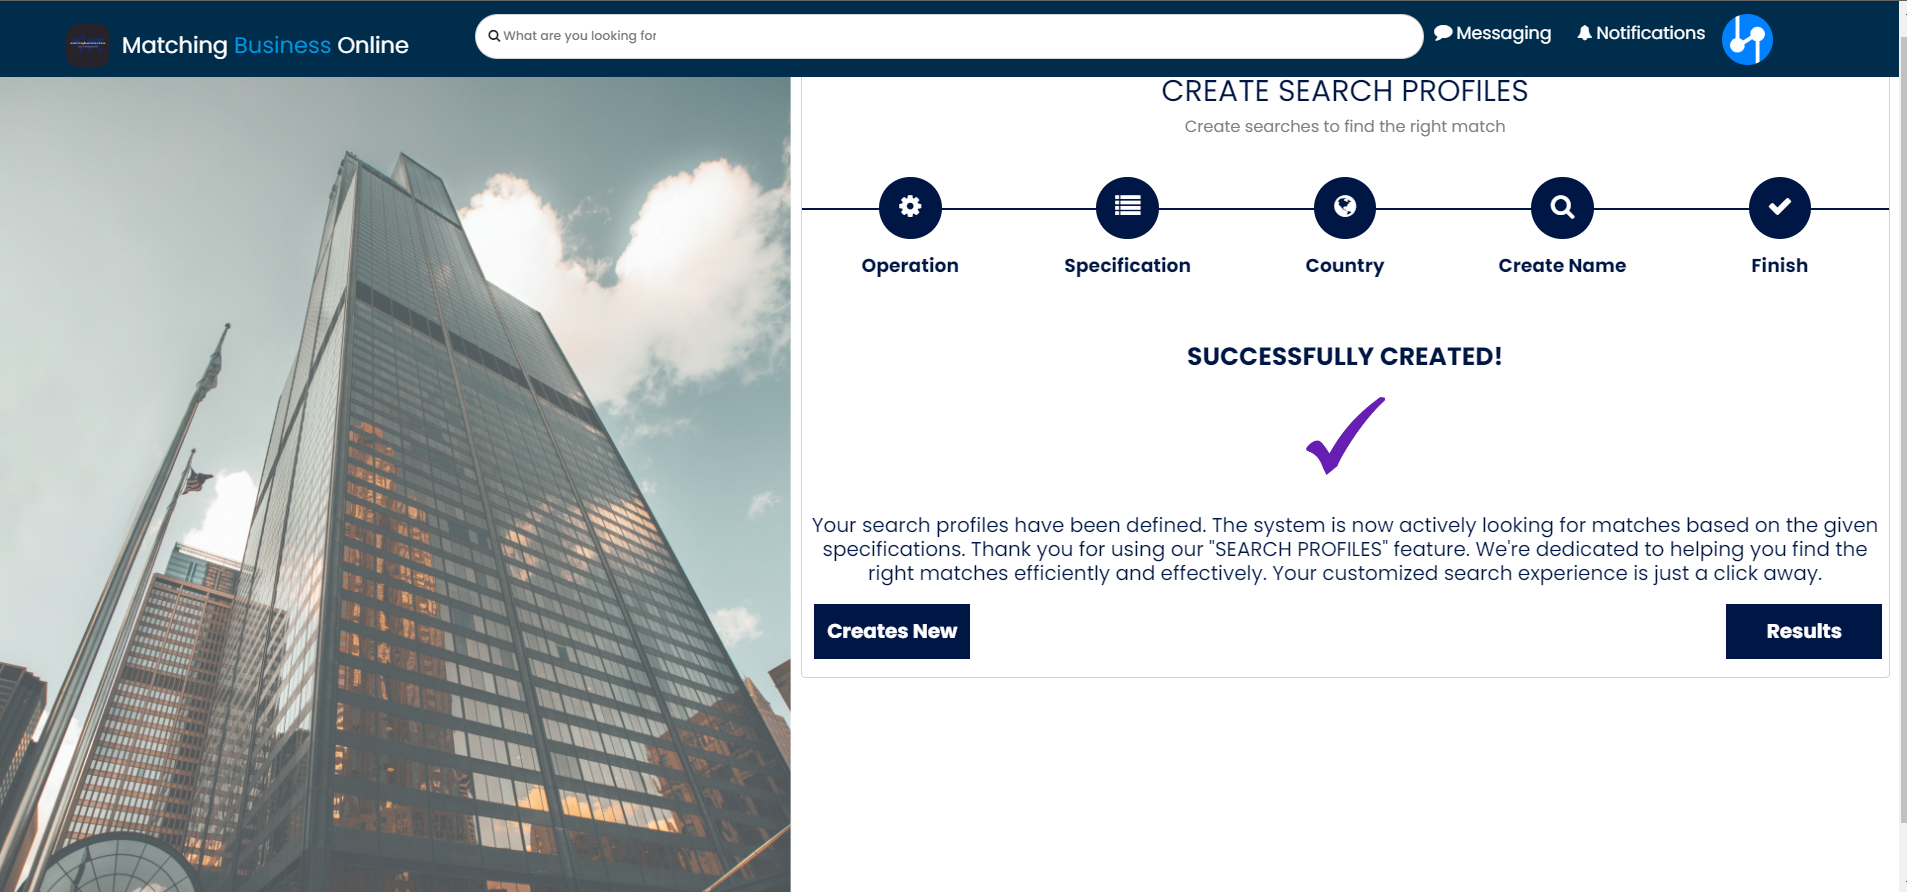 Matching Business Online
What are you looking for
Messaging
Notifications
CREATE SEARCH PROFILES
Create searches to find the right match
Operation
Specification
Country
Create Name
Finish
SUCCESSFULLY CREATED!
Your search profiles have been defined. The system is now actively looking for matches based on the given
specifications. Thank you for using our "SEARCH PROFILES" feature. We're dedicated to helping you find the
right matches efficiently and effectively. Your customized search experience is just a click away.
Creates New
Results